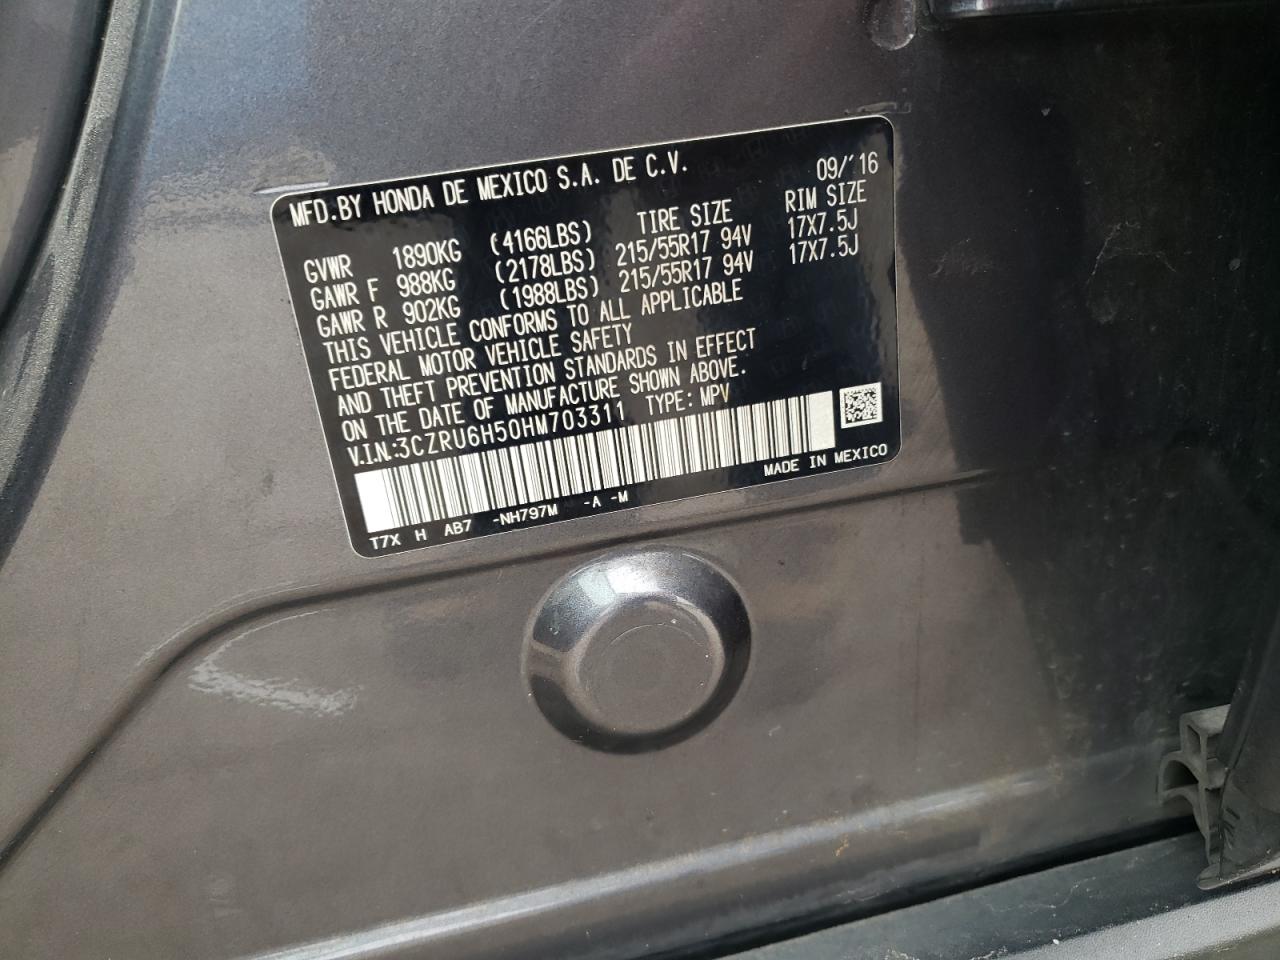 MFD.BY HONDA DE MEXICO S.A. DE C.V. 09/'16
TIRE SIZE RIM SIZE
GVWR 1890KG (4166LBS)
GAWR F 988KG (2178LBS) 215/55R17 94V 17X7.5J
GAWR R 902KG (1988LBS) 215/55R17 94V 17X7.5J
THIS VEHICLE CONFORMS TO ALL APPLICABLE
FEDERAL MOTOR VEHICLE SAFETY
AND THEFT PREVENTION STANDARDS IN EFFECT
ON THE DATE OF MANUFACTURE SHOWN ABOVE.
V.I.N.:3CZRU6H50HM703311 TYPE: MPV
MADE IN MEXICO
T7X H AB7 -NH797M -A -M